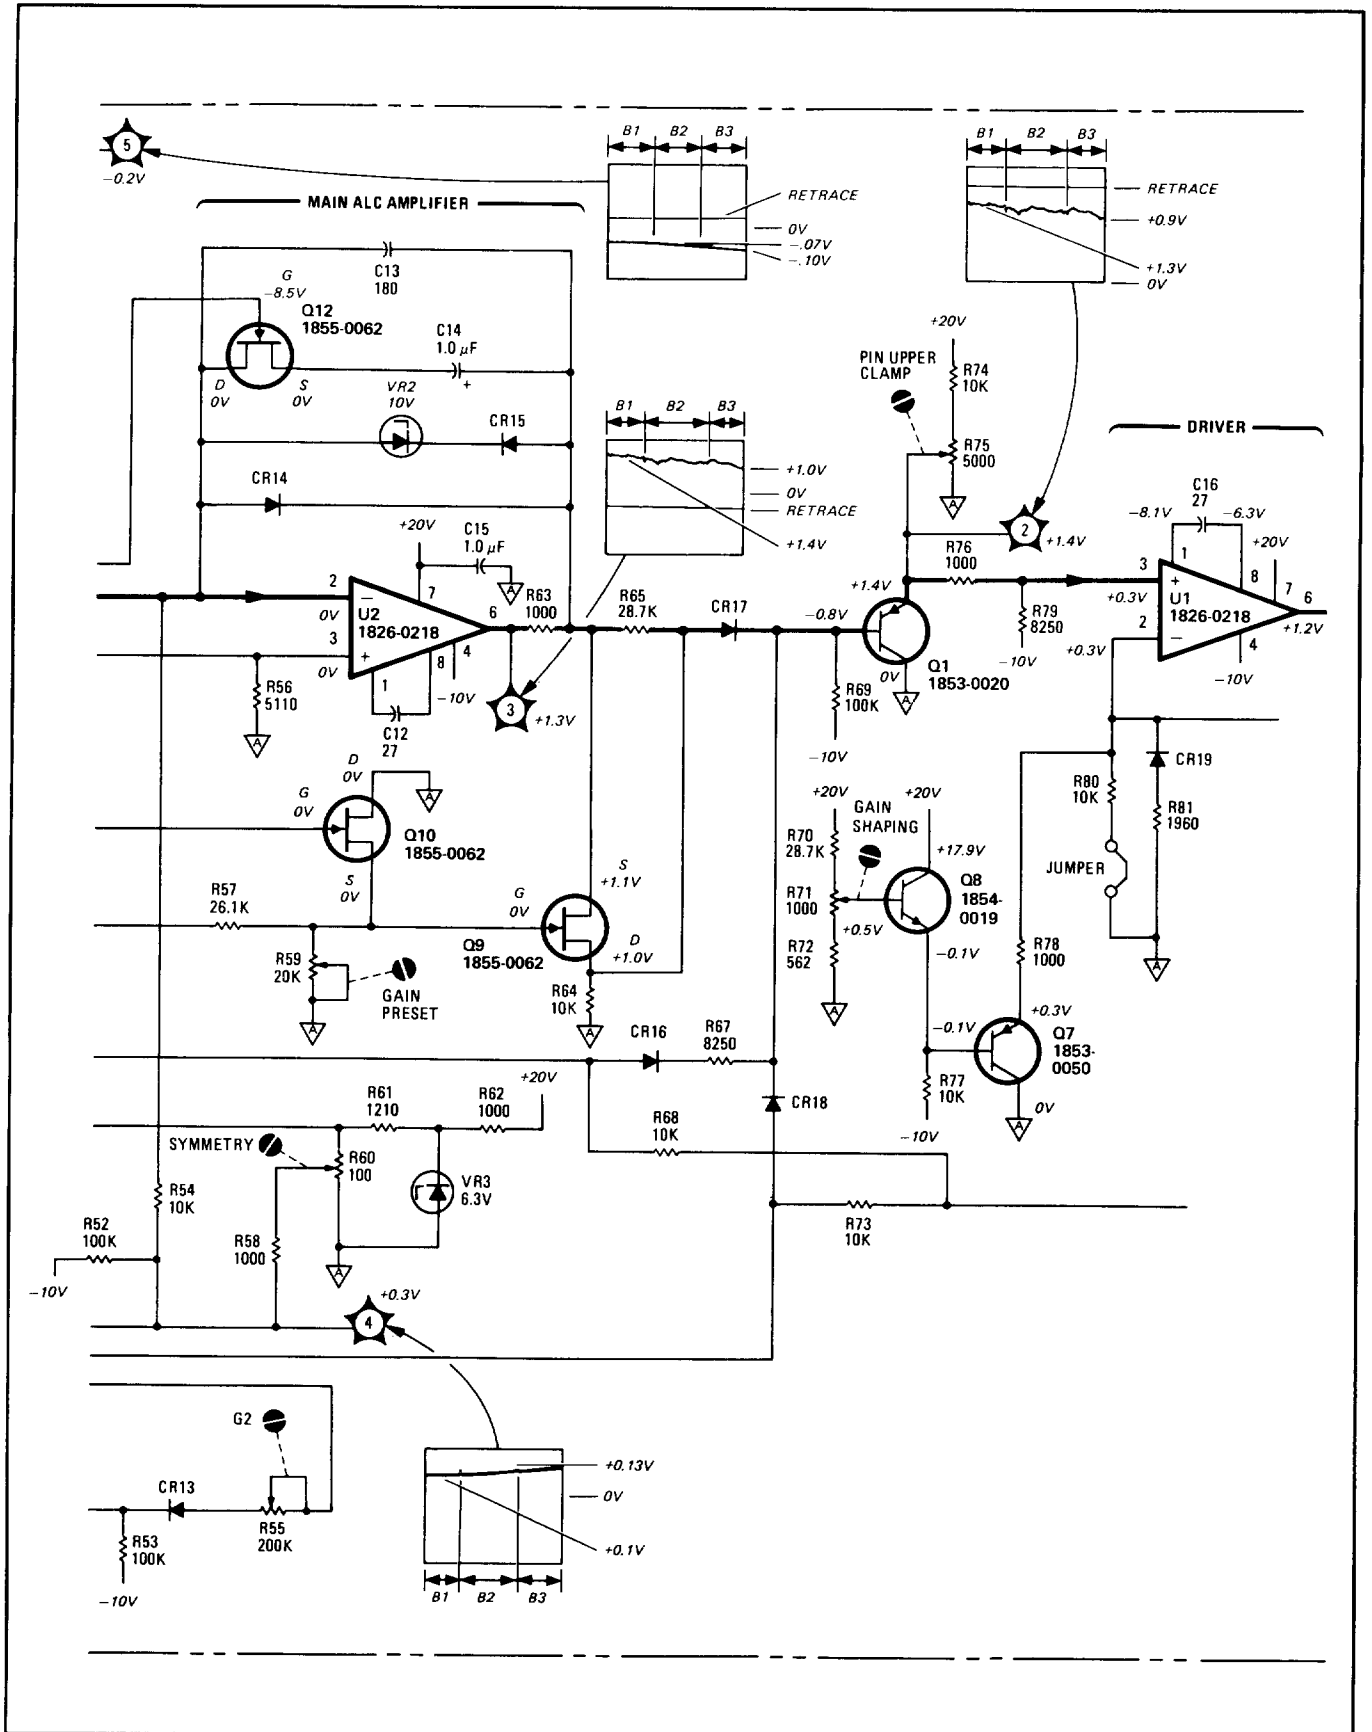 B1 B2 B3
B1 B2 B3
5
-0.2V
RETRACE
0V
-.07V
-.10V
RETRACE
+0.9V
+1.3V
0V
MAIN ALC AMPLIFIER
C13
180
G
-8.5V
Q12
1855-0062
C14
1.0 μF
+
D
0V
S
0V
VR2
10V
CR15
CR14
B1 B2 B3
+1.0V
0V
RETRACE
+1.4V
+20V
PIN UPPER
CLAMP
R74
10K
R75
5000
A
DRIVER
C16
27
-8.1V
-6.3V
+20V
2
+1.4V
R76
1000
+20V
C15
1.0 μF
A
2
0V
3
0V
-
+
U2
1826-0218
7
6
4
8
1
-10V
R63
1000
R65
28.7K
CR17
+1.4V
-0.8V
0V
Q1
1853-0020
A
R79
8250
-10V
3
+0.3V
2
+0.3V
+
-
U1
1826-0218
1
8
7
6
4
+1.2V
-10V
R56
5110
A
C12
27
3
+1.3V
R69
100K
-10V
D
0V
A
G
0V
Q10
1855-0062
S
0V
R57
26.1K
R59
20K
A
GAIN
PRESET
G
0V
Q9
1855-0062
S
+1.1V
D
+1.0V
R64
10K
A
+20V
R70
28.7K
GAIN
SHAPING
R71
1000
+0.5V
R72
562
A
+20V
+17.9V
Q8
1854-
0019
-0.1V
R80
10K
JUMPER
CR19
R81
1960
A
R78
1000
+0.3V
-0.1V
Q7
1853-
0050
0V
A
R77
10K
-10V
CR16
R67
8250
CR18
R68
10K
R73
10K
R61
1210
R62
1000
+20V
SYMMETRY
R60
100
VR3
6.3V
A
R54
10K
R52
100K
-10V
R58
1000
+0.3V
4
G2
CR13
R55
200K
R53
100K
-10V
+0.13V
0V
+0.1V
B1 B2 B3